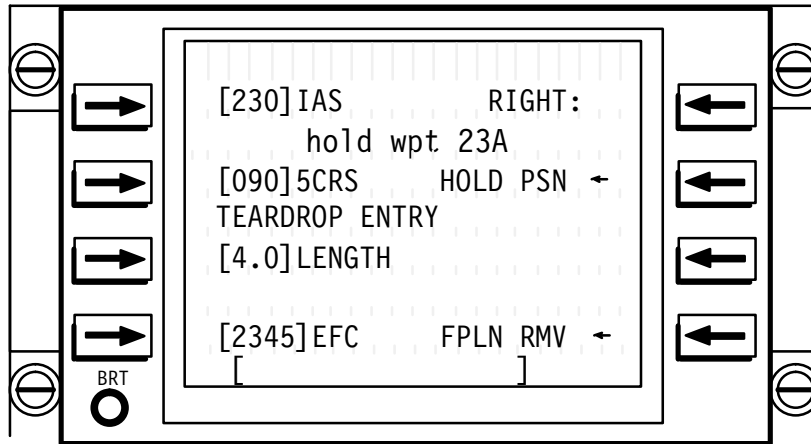 [230]IAS RIGHT:
hold wpt 23A
[090]5CRS HOLD PSN ←
TEARDROP ENTRY
[4.0]LENGTH
[2345]EFC FPLN RMV ←
[ ]
BRT